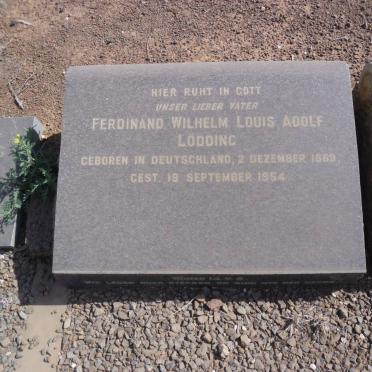 HIER RUHT IN GOTT
UNSER LIEBER VATER
FERDINAND WILHELM LOUIS ADOLF
LODDING
GEBOREN IN DEUTSCHLAND, 2 DEZEMBER 1869.
GEST. 19 SEPTEMBER 1954